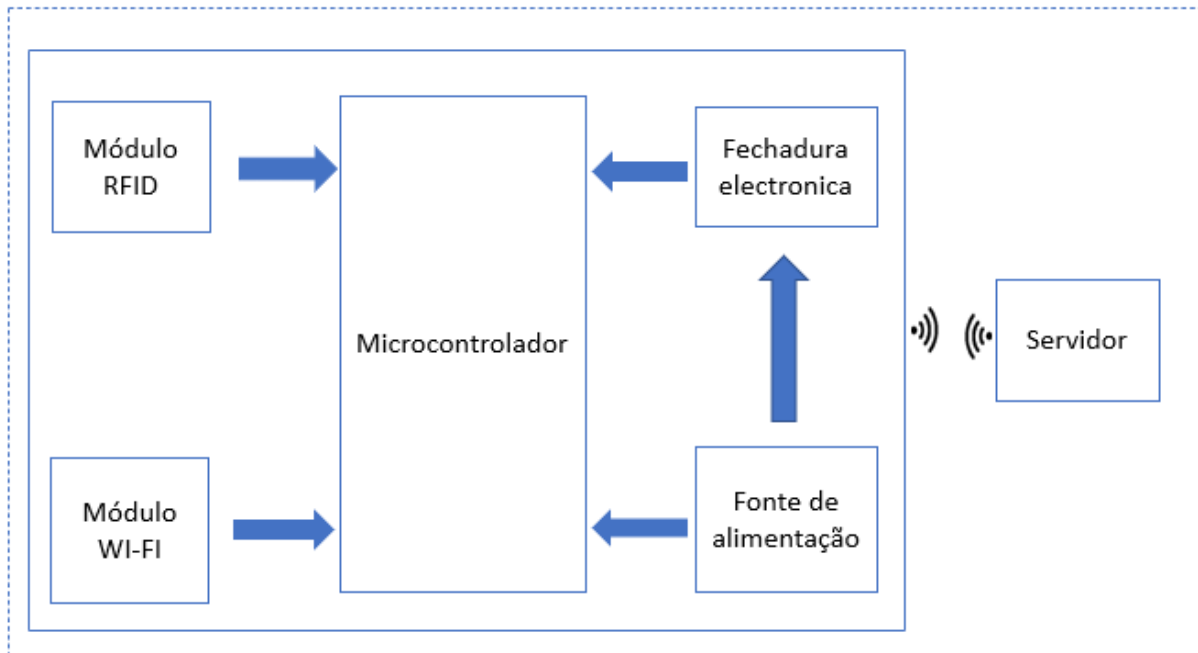 Módulo
RFID
Fechadura
electronica
Microcontrolador
Servidor
Módulo
WI-FI
Fonte de
alimentação